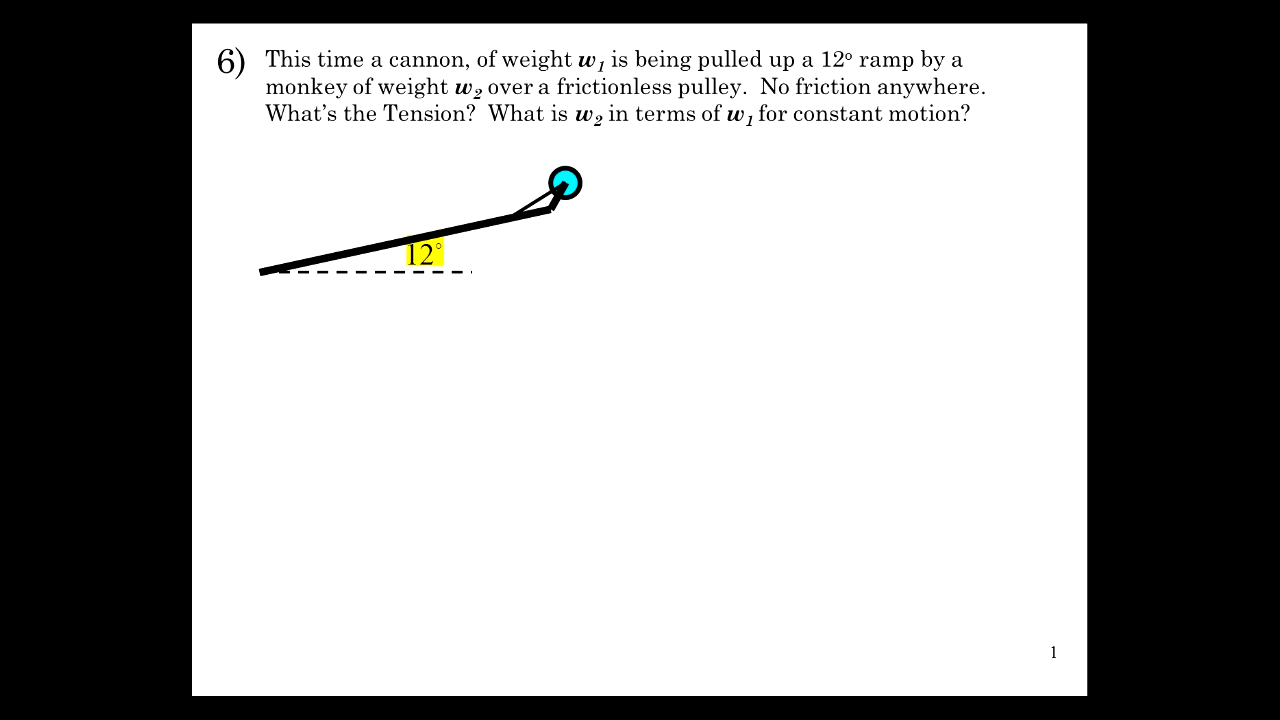 6) This time a cannon, of weight w₁ is being pulled up a 12ᵒ ramp by a
monkey of weight w₂ over a frictionless pulley.  No friction anywhere.
What’s the Tension?  What is w₂ in terms of w₁ for constant motion?
12°
1